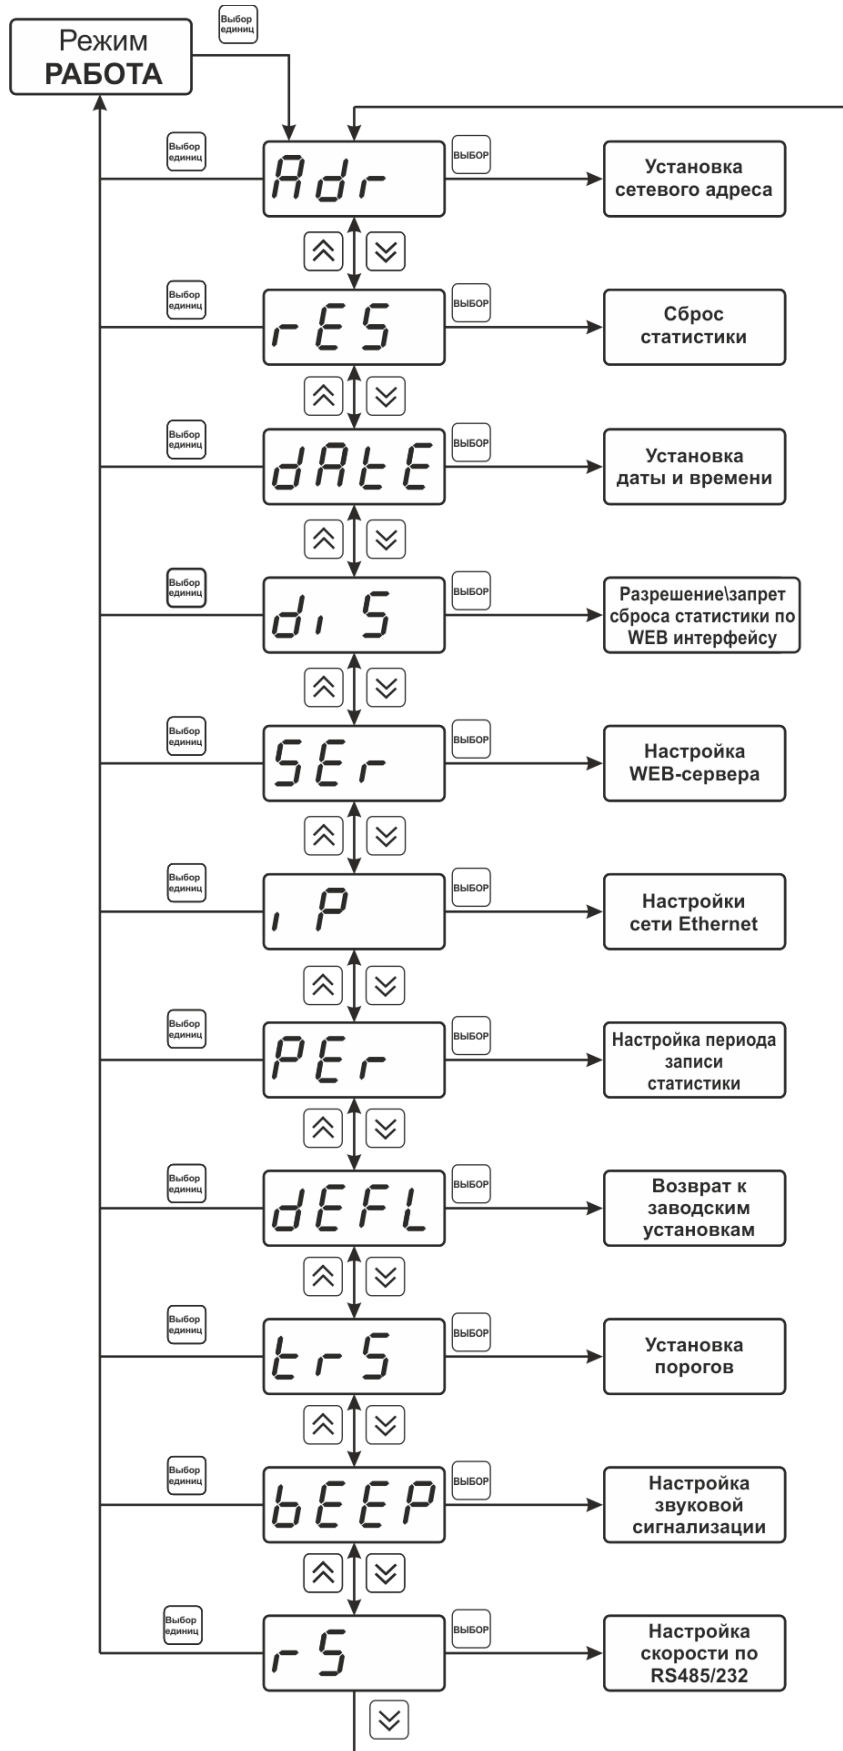 Режим
РАБОТА
Выбор
единиц
Выбор
единиц
Adr
ВЫБОР
Установка
сетевого адреса
Выбор
единиц
rES
ВЫБОР
Сброс
статистики
Выбор
единиц
dAtE
ВЫБОР
Установка
даты и времени
Выбор
единиц
di S
ВЫБОР
Разрешение\запрет
сброса статистики по
WEB интерфейсу
Выбор
единиц
SEr
ВЫБОР
Настройка
WEB-сервера
Выбор
единиц
iP
ВЫБОР
Настройки
сети Ethernet
Выбор
единиц
PEr
ВЫБОР
Настройка периода
записи
статистики
Выбор
единиц
dEFL
ВЫБОР
Возврат к
заводским
установкам
Выбор
единиц
trS
ВЫБОР
Установка
порогов
Выбор
единиц
bEEP
ВЫБОР
Настройка
звуковой
сигнализации
Выбор
единиц
rS
ВЫБОР
Настройка
скорости по
RS485/232